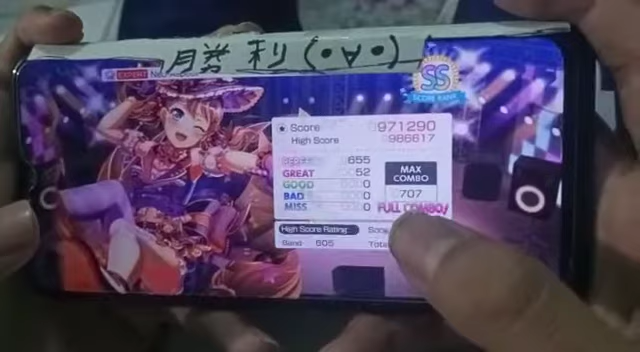 勝利(•∀•)
EXPERT
SS
SCORE RANK
Score 971290
High Score 986617
PERFECT 655
GREAT 052
GOOD 0
BAD 0
MISS 0
MAX COMBO
707
FULL COMBO!
High Score Rating
Band 605